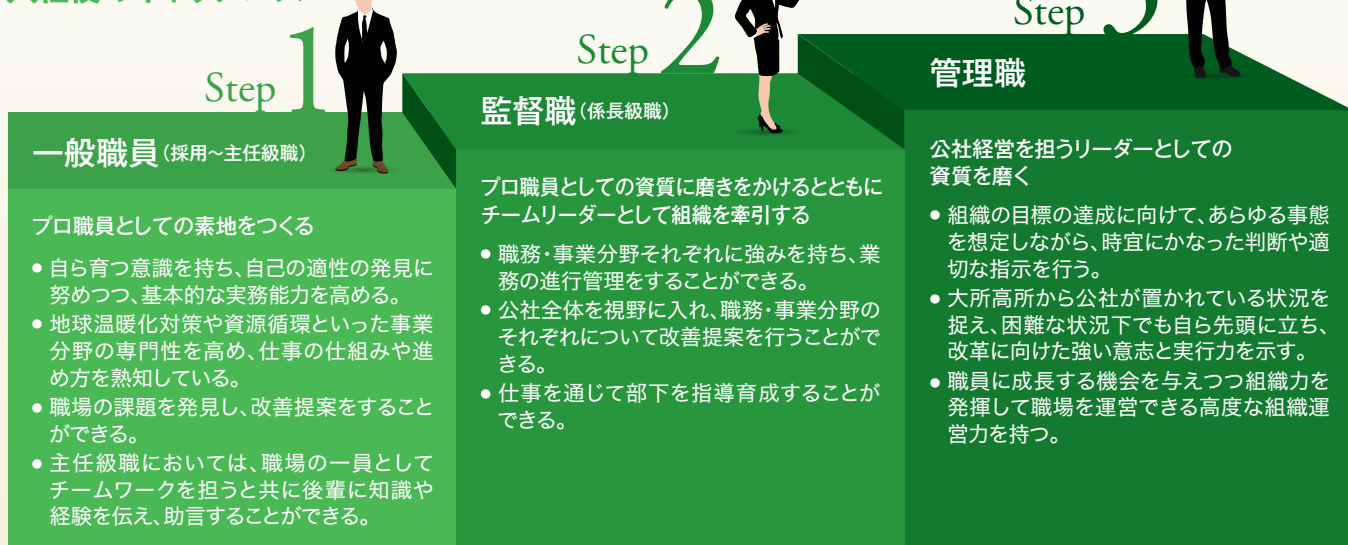 Step 1
一般職員(採用〜主任級職)
プロ職員としての素地をつくる
● 自ら育つ意識を持ち、自己の適性の発見に
努めつつ、基本的な実務能力を高める。
● 地球温暖化対策や資源循環といった事業
分野の専門性を高め、仕事の仕組みや進
め方を熟知している。
● 職場の課題を発見し、改善提案をすること
ができる。
● 主任級職においては、職場の一員として
チームワークを担うと共に後輩に知識や
経験を伝え、助言することができる。
Step 2
監督職(係長級職)
プロ職員としての資質に磨きをかけるとともに
チームリーダーとして組織を牽引する
● 職務・事業分野それぞれに強みを持ち、業
務の進行管理をすることができる。
● 公社全体を視野に入れ、職務・事業分野の
それぞれについて改善提案を行うことがで
きる。
● 仕事を通じて部下を指導育成することが
できる。
Step 3
管理職
公社経営を担うリーダーとしての
資質を磨く
● 組織の目標の達成に向けて、あらゆる事態
を想定しながら、時宜にかなった判断や適
切な指示を行う。
● 大所高所から公社が置かれている状況を
捉え、困難な状況下でも自ら先頭に立ち、
改革に向けた強い意志と実行力を示す。
● 職員に成長する機会を与えつつ組織力を
発揮して職場を運営できる高度な組織運
営力を持つ。